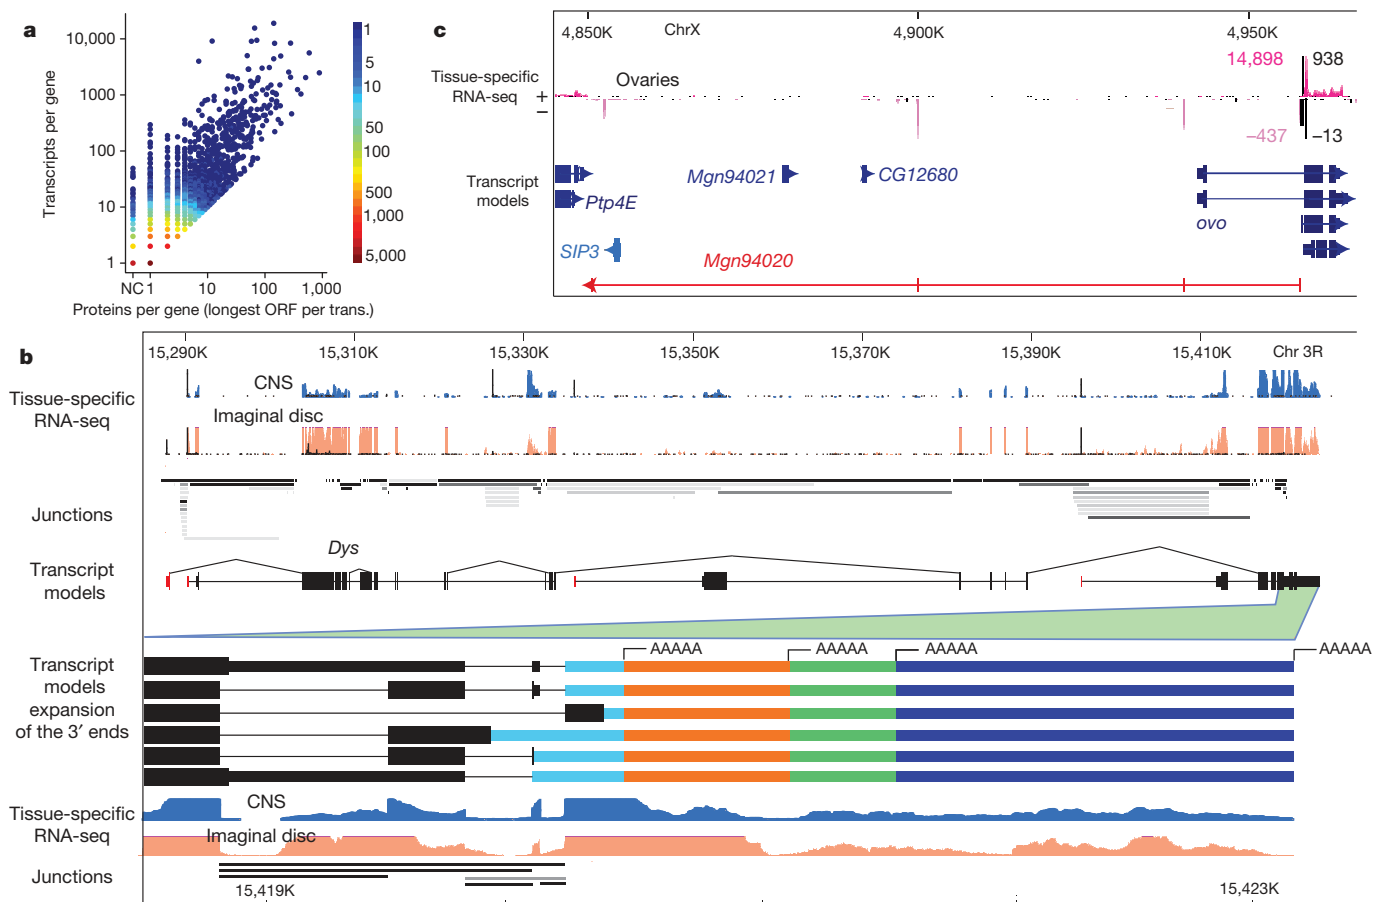 a
Transcripts per gene
10,000
1000
100
10
1
NC 1 10 100 1,000
Proteins per gene (longest ORF per trans.)
1
5
10
50
100
500
1,000
5,000
c
4,850K ChrX 4,900K 4,950K
Tissue-specific
RNA-seq
+
−
Ovaries
14,898 938
−437 −13
Transcript
models
Mgn94021
CG12680
Ptp4E
ovo
SIP3
Mgn94020
b
15,290K 15,310K 15,330K 15,350K 15,370K 15,390K 15,410K Chr 3R
Tissue-specific
RNA-seq
CNS
Imaginal disc
Junctions
Dys
Transcript
models
Transcript
models
expansion
of the 3′ ends
AAAAA AAAAA AAAAA AAAAA
Tissue-specific
RNA-seq
CNS
Imaginal disc
Junctions
15,419K 15,423K